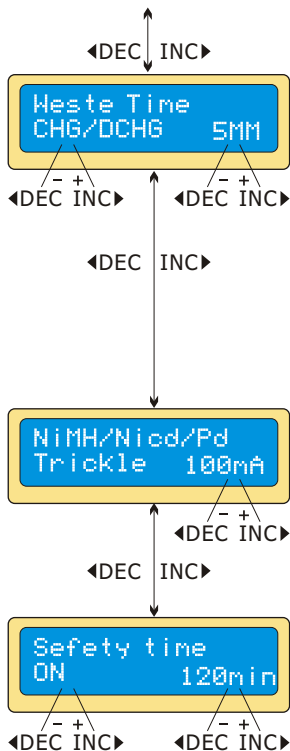 ◀DEC INC▶
Weste Time
CHG/DCHG 5MM
- + - +
◀DEC INC▶ ◀DEC INC▶
◀DEC INC▶
NiMH/Nicd/Pd
Trickle 100mA
- +
◀DEC INC▶
◀DEC INC▶
Sefety time
ON 120min
- + - +
◀DEC INC▶ ◀DEC INC▶